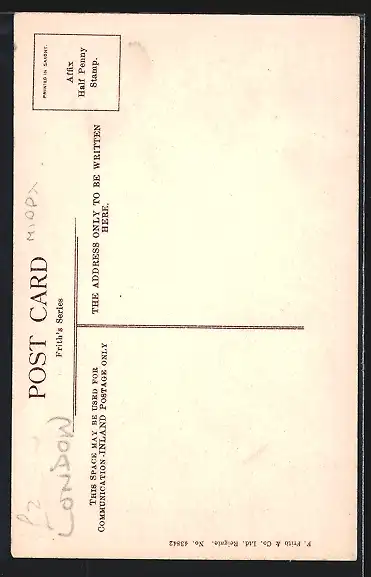 POST CARD
Frith's Series
THIS SPACE MAY BE USED FOR
COMMUNICATION-INLAND POSTAGE ONLY
THE ADDRESS ONLY TO BE WRITTEN
HERE.
PRINTED IN SAXONY.
Affix
Half Penny
Stamp.
LONDON
F. Frith & Co. Ltd. Reigate. No. 43842